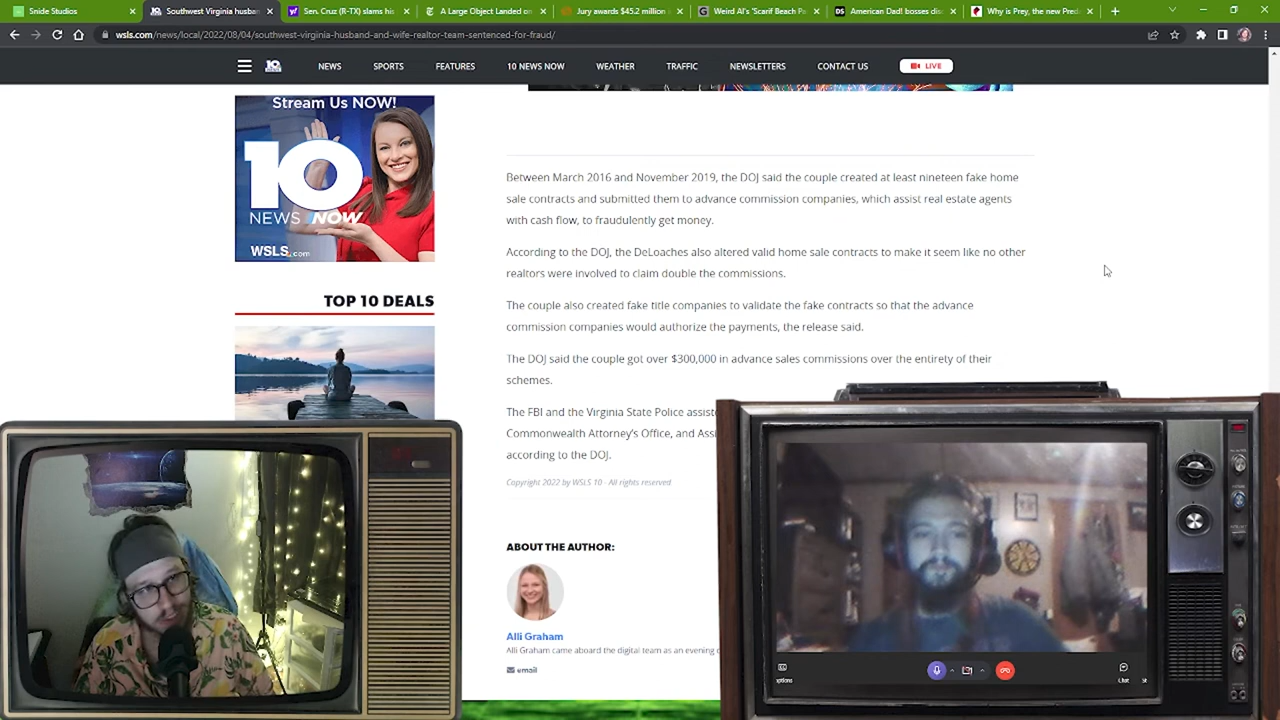 Snide Studios
Southwest Virginia husban
Sen. Cruz (R-TX) slams his
A Large Object Landed on
Jury awards $45.2 million
Weird Al's 'Scarif Beach Pa
American Dad! bosses dis
Why is Prey, the new Pred
wsls.com/news/local/2022/08/04/southwest-virginia-husband-and-wife-realtor-team-sentenced-for-fraud/
10 NEWS SPORTS FEATURES 10 NEWS NOW WEATHER TRAFFIC NEWSLETTERS CONTACT US LIVE
Stream Us NOW!
10
NEWS NOW
WSLS.com
TOP 10 DEALS
Between March 2016 and November 2019, the DOJ said the couple created at least nineteen fake home
sale contracts and submitted them to advance commission companies, which assist real estate agents
with cash flow, to fraudulently get money.
According to the DOJ, the DeLoaches also altered valid home sale contracts to make it seem like no other
realtors were involved to claim double the commissions.
The couple also created fake title companies to validate the fake contracts so that the advance
commission companies would authorize the payments, the release said.
The DOJ said the couple got over $300,000 in advance sales commissions over the entirety of their
schemes.
The FBI and the Virginia State Police assiste
Commonwealth Attorney's Office, and Assi
according to the DOJ.
Copyright 2022 by WSLS 10 - All rights reserved
ABOUT THE AUTHOR:
Alli Graham
Alli Graham came aboard the digital team as an evening
email
ptions
Chat